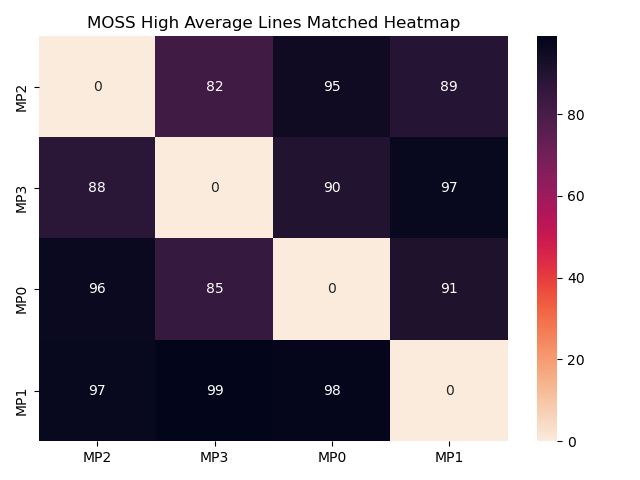 MOSS High Average Lines Matched Heatmap
MP2 0 82 95 89
MP3 88 0 90 97
MP0 96 85 0 91
MP1 97 99 98 0
MP2 MP3 MP0 MP1
80
60
40
20
0